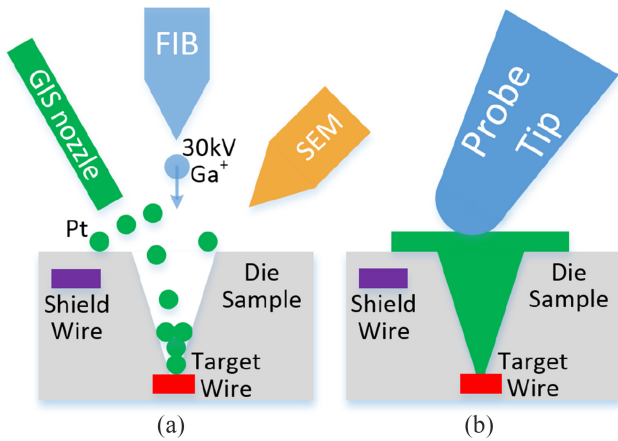 FIB
GIS nozzle
30kV
Ga+
SEM
Pt
Shield
Wire
Die
Sample
Target
Wire
(a)
Probe
Tip
Shield
Wire
Die
Sample
Target
Wire
(b)